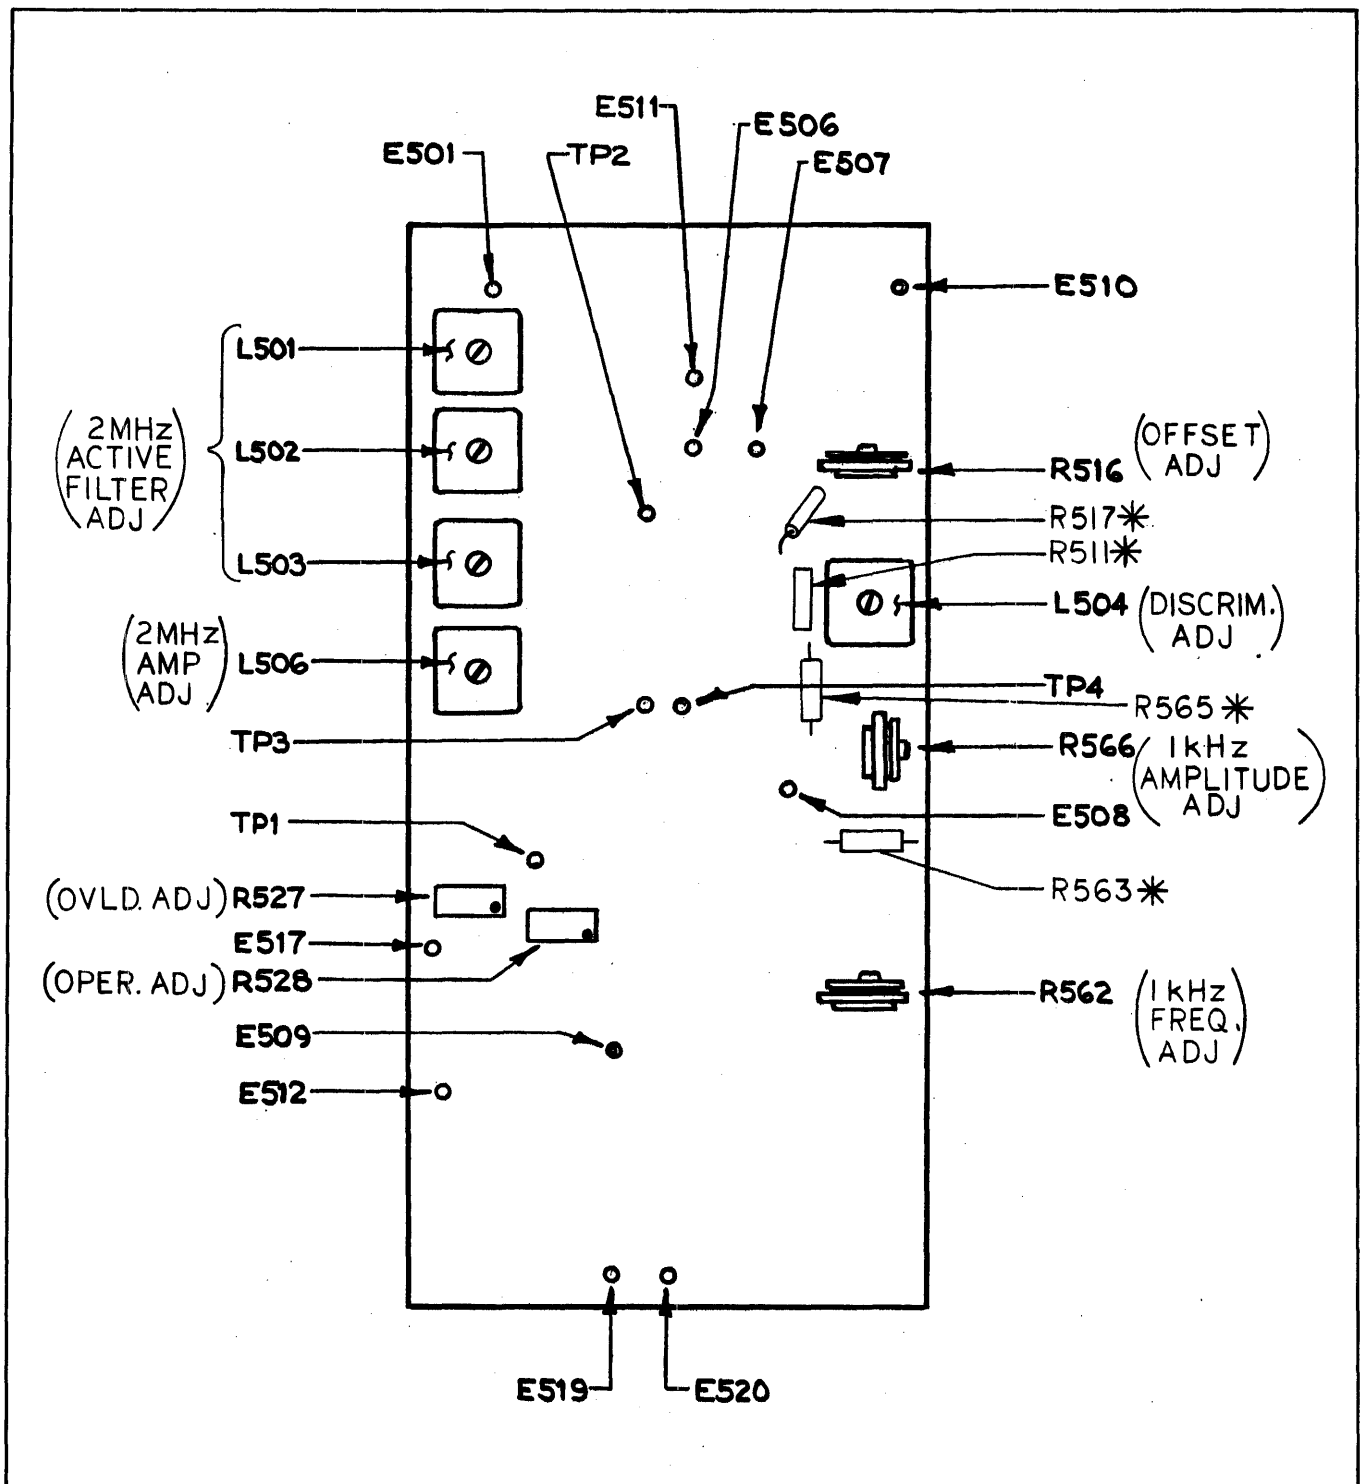 E511
E506
E501
TP2
E507
E510
L501
(2MHz
ACTIVE
FILTER
ADJ)
L502
(OFFSET
ADJ)
R516
R517*
R511*
L503
L504 (DISCRIM.
ADJ)
(2MHz
AMP
ADJ)
L506
TP4
R565*
TP3
R566 (1kHz
AMPLITUDE
ADJ)
TP1
E508
(OVLD. ADJ) R527
R563*
E517
(OPER. ADJ) R528
R562 (1kHz
FREQ.
ADJ)
E509
E512
E519
E520